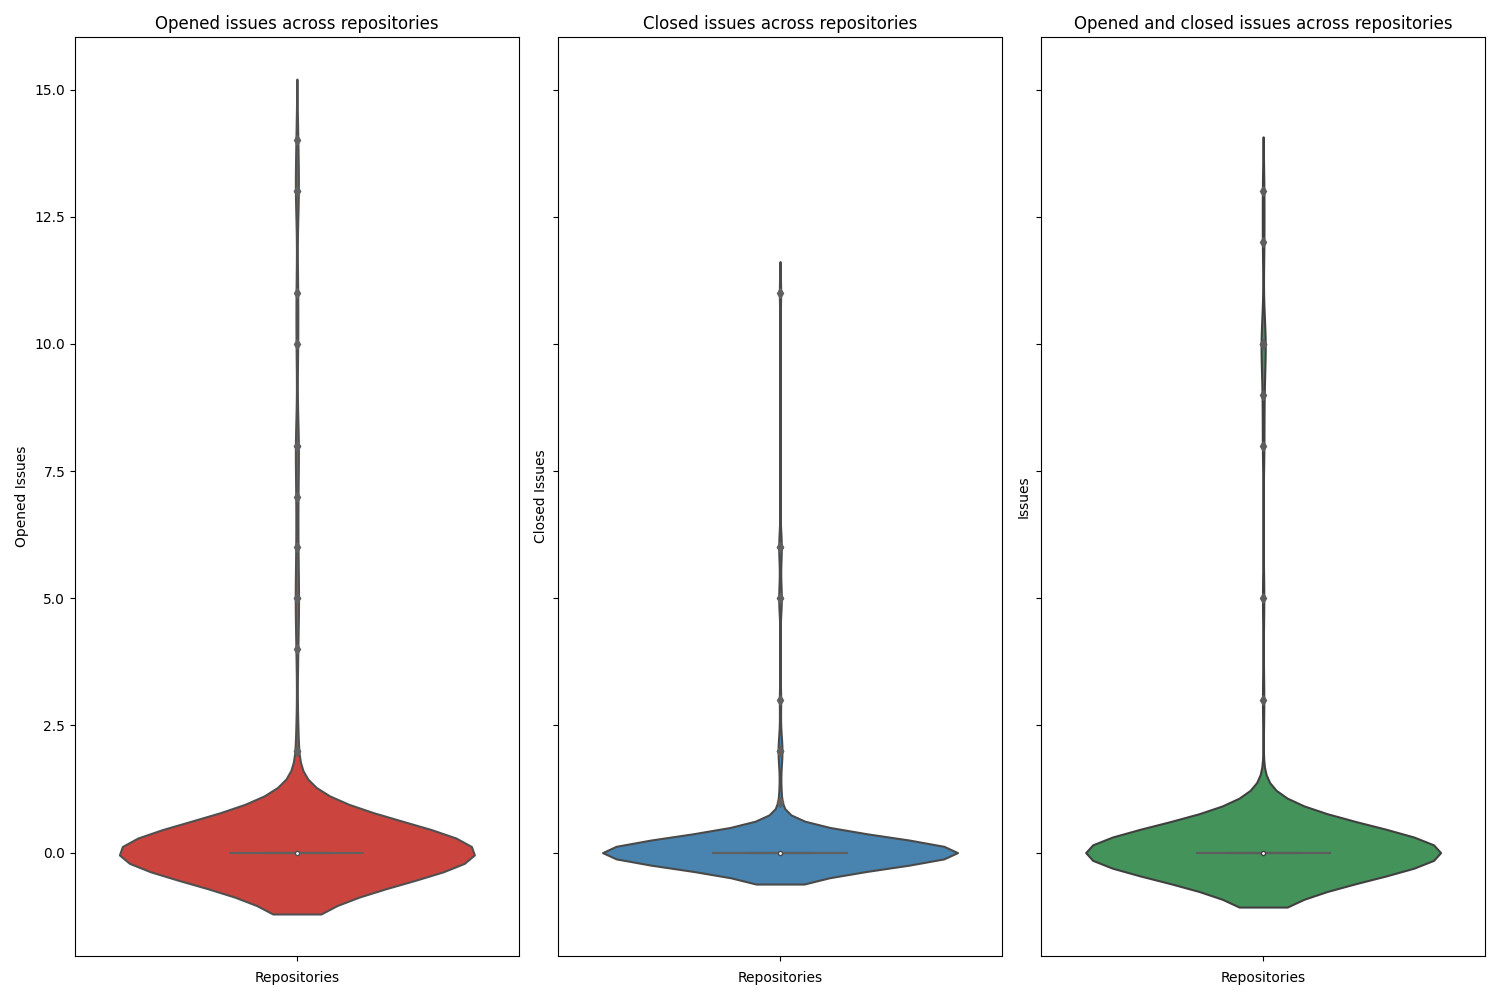 Opened issues across repositories
Closed issues across repositories
Opened and closed issues across repositories
15.0
12.5
10.0
7.5
5.0
2.5
0.0
Opened Issues
Closed Issues
Issues
Repositories
Repositories
Repositories